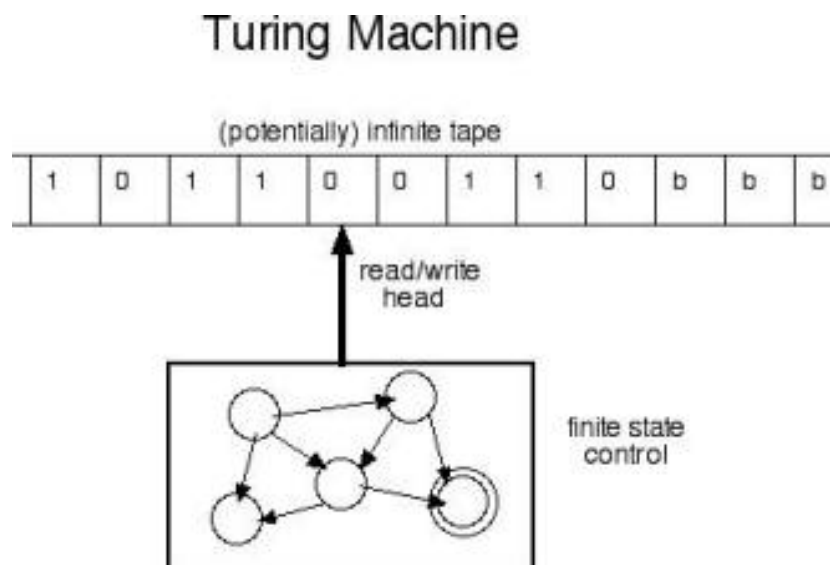 Turing Machine
(potentially) infinite tape
1 0 1 1 0 0 1 1 0 b b b
read/write
head
finite state
control